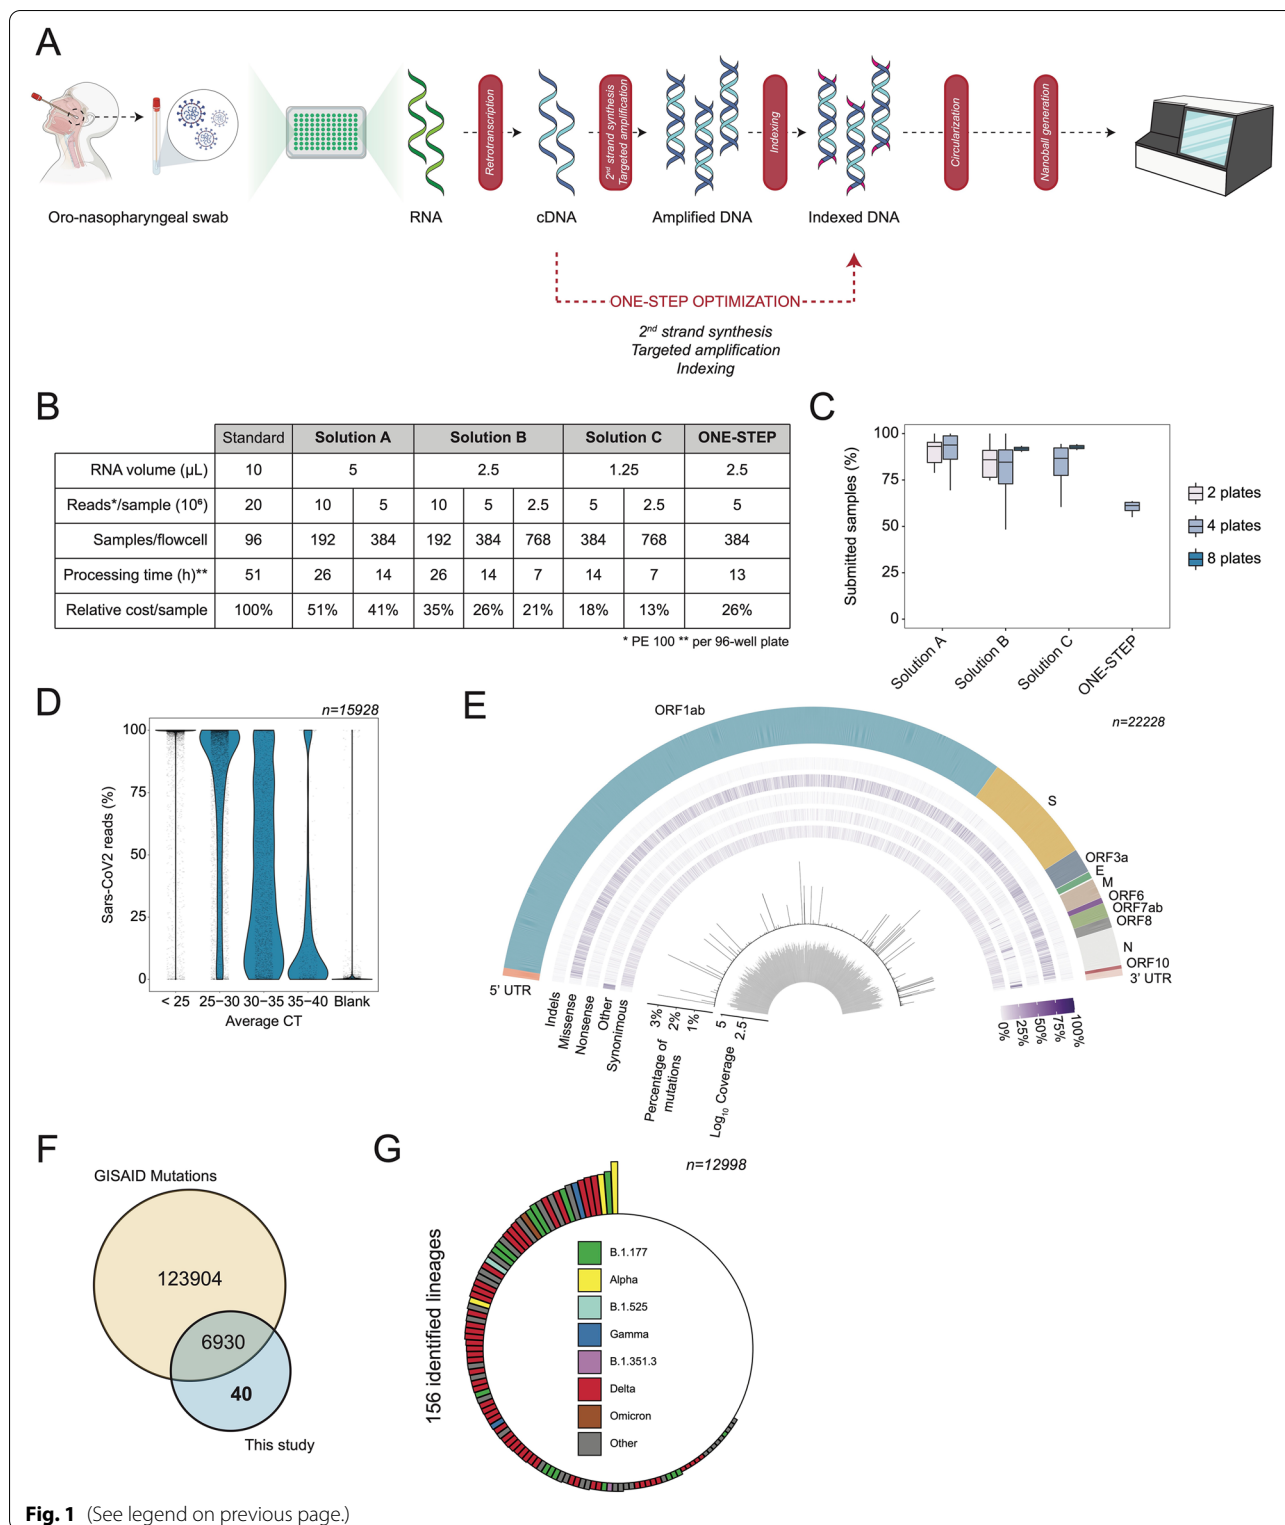 A
Retrotranscription
2nd strand synthesis
Targeted amplification
Indexing
Circularization
Nanoball generation
Oro-nasopharyngeal swab
RNA
cDNA
Amplified DNA
Indexed DNA
ONE-STEP OPTIMIZATION
2nd strand synthesis
Targeted amplification
Indexing
B
Standard Solution A Solution B Solution C ONE-STEP
RNA volume (µL) 10 5 2.5 1.25 2.5
Reads*/sample (10⁶) 20 10 5 10 5 2.5 5 2.5 5
Samples/flowcell 96 192 384 192 384 768 384 768 384
Processing time (h)** 51 26 14 26 14 7 14 7 13
Relative cost/sample 100% 51% 41% 35% 26% 21% 18% 13% 26%
* PE 100 ** per 96-well plate
C
Submitted samples (%)
100
75
50
25
0
Solution A
Solution B
Solution C
ONE-STEP
2 plates
4 plates
8 plates
D
n=15928
Sars-CoV2 reads (%)
100
75
50
25
0
< 25 25−30 30−35 35−40 Blank
Average CT
E
n=22228
ORF1ab
S
ORF3a
E
M
ORF6
ORF7ab
ORF8
N
ORF10
3' UTR
5' UTR
Indels
Missense
Nonsense
Other
Synonimous
3%
2%
1%
Percentage of
mutations
5
2.5
Log10 Coverage
0%
25%
50%
75%
100%
F
GISAID Mutations
123904
6930
40
This study
G
n=12998
156 identified lineages
B.1.177
Alpha
B.1.525
Gamma
B.1.351.3
Delta
Omicron
Other
Fig. 1 (See legend on previous page.)